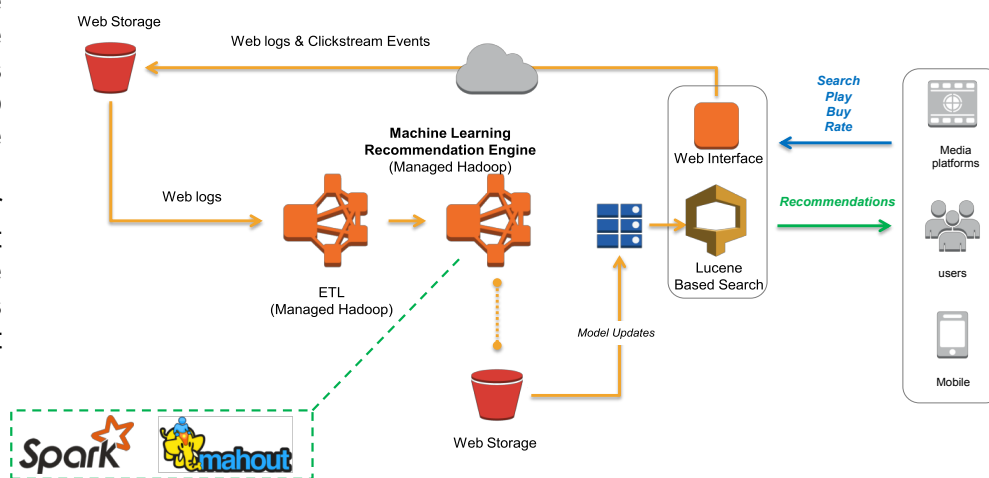 Web Storage
Web logs & Clickstream Events
Search
Play
Buy
Rate
Media
platforms
Machine Learning
Recommendation Engine
(Managed Hadoop)
Web Interface
Web logs
Recommendations
users
ETL
(Managed Hadoop)
Lucene
Based Search
Model Updates
Mobile
Web Storage
Spark
mahout